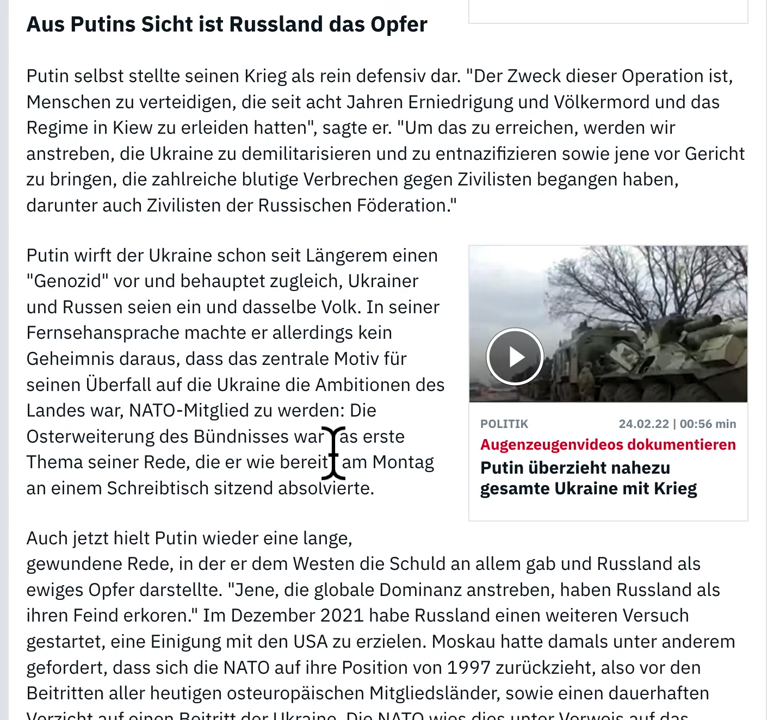 Aus Putins Sicht ist Russland das Opfer
Putin selbst stellte seinen Krieg als rein defensiv dar. "Der Zweck dieser Operation ist,
Menschen zu verteidigen, die seit acht Jahren Erniedrigung und Völkermord und das
Regime in Kiew zu erleiden hatten", sagte er. "Um das zu erreichen, werden wir
anstreben, die Ukraine zu demilitarisieren und zu entnazifizieren sowie jene vor Gericht
zu bringen, die zahlreiche blutige Verbrechen gegen Zivilisten begangen haben,
darunter auch Zivilisten der Russischen Föderation."
Putin wirft der Ukraine schon seit Längerem einen
"Genozid" vor und behauptet zugleich, Ukrainer
und Russen seien ein und dasselbe Volk. In seiner
Fernsehansprache machte er allerdings kein
Geheimnis daraus, dass das zentrale Motiv für
seinen Überfall auf die Ukraine die Ambitionen des
Landes war, NATO-Mitglied zu werden: Die
Osterweiterung des Bündnisses war das erste
Thema seiner Rede, die er wie bereits am Montag
an einem Schreibtisch sitzend absolvierte.
POLITIK 24.02.22 | 00:56 min
Augenzeugenvideos dokumentieren
Putin überzieht nahezu
gesamte Ukraine mit Krieg
Auch jetzt hielt Putin wieder eine lange,
gewundene Rede, in der er dem Westen die Schuld an allem gab und Russland als
ewiges Opfer darstellte. "Jene, die globale Dominanz anstreben, haben Russland als
ihren Feind erkoren." Im Dezember 2021 habe Russland einen weiteren Versuch
gestartet, eine Einigung mit den USA zu erzielen. Moskau hatte damals unter anderem
gefordert, dass sich die NATO auf ihre Position von 1997 zurückzieht, also vor den
Beitritten aller heutigen osteuropäischen Mitgliedsländer, sowie einen dauerhaften
Verzicht auf einen Beitritt der Ukraine. Die NATO wies dies unter Verweis auf das